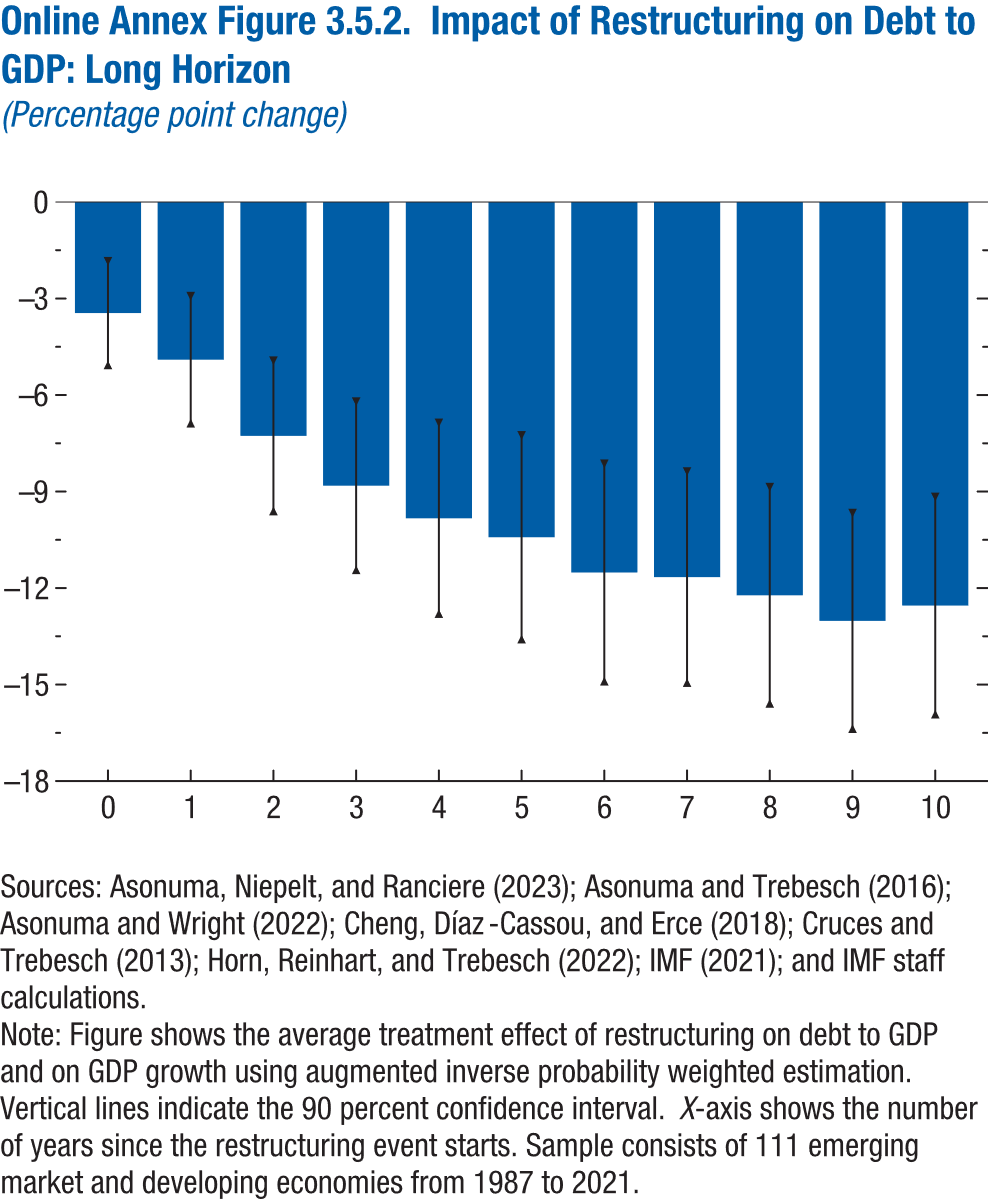 Online Annex Figure 3.5.2.  Impact of Restructuring on Debt to
GDP: Long Horizon
(Percentage point change)
0
–3
–6
–9
–12
–15
–18
0 1 2 3 4 5 6 7 8 9 10
Sources: Asonuma, Niepelt, and Ranciere (2023); Asonuma and Trebesch (2016);
Asonuma and Wright (2022); Cheng, Díaz -Cassou, and Erce (2018); Cruces and
Trebesch (2013); Horn, Reinhart, and Trebesch (2022); IMF (2021); and IMF staff
calculations.
Note: Figure shows the average treatment effect of restructuring on debt to GDP
and on GDP growth using augmented inverse probability weighted estimation.
Vertical lines indicate the 90 percent confidence interval.  X-axis shows the number
of years since the restructuring event starts. Sample consists of 111 emerging
market and developing economies from 1987 to 2021.